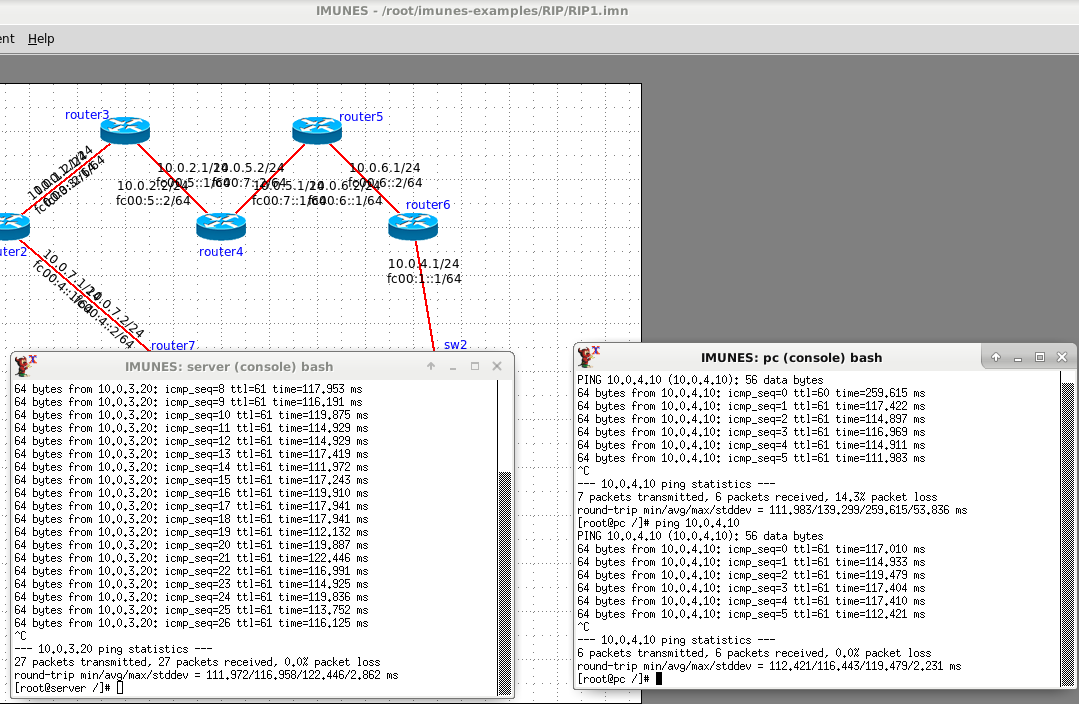 IMUNES - /root/imunes-examples/RIP/RIP1.imn
ent Help
router3
router5
10.0.2.1/24
10.0.5.2/24
10.0.6.1/24
fc00:5::1/64
fc00:7::2/64
fc00:6::2/64
10.0.2.2/24
10.0.5.1/24
10.0.6.2/24
fc00:5::2/64
fc00:7::1/64
fc00:6::1/64
router6
uter2
router4
10.0.4.1/24
fc00:1::1/64
10.0.7.1/24
fc00:4::1/64
10.0.7.2/24
fc00:4::2/64
router7
sw2
IMUNES: server (console) bash
64 bytes from 10.0.3.20: icmp_seq=8 ttl=61 time=117.953 ms
64 bytes from 10.0.3.20: icmp_seq=9 ttl=61 time=116.191 ms
64 bytes from 10.0.3.20: icmp_seq=10 ttl=61 time=119.875 ms
64 bytes from 10.0.3.20: icmp_seq=11 ttl=61 time=114.929 ms
64 bytes from 10.0.3.20: icmp_seq=12 ttl=61 time=114.929 ms
64 bytes from 10.0.3.20: icmp_seq=13 ttl=61 time=117.419 ms
64 bytes from 10.0.3.20: icmp_seq=14 ttl=61 time=111.972 ms
64 bytes from 10.0.3.20: icmp_seq=15 ttl=61 time=117.243 ms
64 bytes from 10.0.3.20: icmp_seq=16 ttl=61 time=119.910 ms
64 bytes from 10.0.3.20: icmp_seq=17 ttl=61 time=117.941 ms
64 bytes from 10.0.3.20: icmp_seq=18 ttl=61 time=117.941 ms
64 bytes from 10.0.3.20: icmp_seq=19 ttl=61 time=112.132 ms
64 bytes from 10.0.3.20: icmp_seq=20 ttl=61 time=119.887 ms
64 bytes from 10.0.3.20: icmp_seq=21 ttl=61 time=122.446 ms
64 bytes from 10.0.3.20: icmp_seq=22 ttl=61 time=116.991 ms
64 bytes from 10.0.3.20: icmp_seq=23 ttl=61 time=114.925 ms
64 bytes from 10.0.3.20: icmp_seq=24 ttl=61 time=119.836 ms
64 bytes from 10.0.3.20: icmp_seq=25 ttl=61 time=113.752 ms
64 bytes from 10.0.3.20: icmp_seq=26 ttl=61 time=116.125 ms
^C
--- 10.0.3.20 ping statistics ---
27 packets transmitted, 27 packets received, 0.0% packet loss
round-trip min/avg/max/stddev = 111.972/116.958/122.446/2.862 ms
[root@server /]#
IMUNES: pc (console) bash
PING 10.0.4.10 (10.0.4.10): 56 data bytes
64 bytes from 10.0.4.10: icmp_seq=0 ttl=60 time=259.615 ms
64 bytes from 10.0.4.10: icmp_seq=1 ttl=61 time=117.422 ms
64 bytes from 10.0.4.10: icmp_seq=2 ttl=61 time=114.897 ms
64 bytes from 10.0.4.10: icmp_seq=3 ttl=61 time=116.969 ms
64 bytes from 10.0.4.10: icmp_seq=4 ttl=61 time=114.911 ms
64 bytes from 10.0.4.10: icmp_seq=5 ttl=61 time=111.983 ms
^C
--- 10.0.4.10 ping statistics ---
7 packets transmitted, 6 packets received, 14.3% packet loss
round-trip min/avg/max/stddev = 111.983/139.299/259.615/53.836 ms
[root@pc /]# ping 10.0.4.10
PING 10.0.4.10 (10.0.4.10): 56 data bytes
64 bytes from 10.0.4.10: icmp_seq=0 ttl=61 time=117.010 ms
64 bytes from 10.0.4.10: icmp_seq=1 ttl=61 time=114.933 ms
64 bytes from 10.0.4.10: icmp_seq=2 ttl=61 time=119.479 ms
64 bytes from 10.0.4.10: icmp_seq=3 ttl=61 time=117.404 ms
64 bytes from 10.0.4.10: icmp_seq=4 ttl=61 time=117.410 ms
64 bytes from 10.0.4.10: icmp_seq=5 ttl=61 time=112.421 ms
^C
--- 10.0.4.10 ping statistics ---
6 packets transmitted, 6 packets received, 0.0% packet loss
round-trip min/avg/max/stddev = 112.421/116.443/119.479/2.231 ms
[root@pc /]#